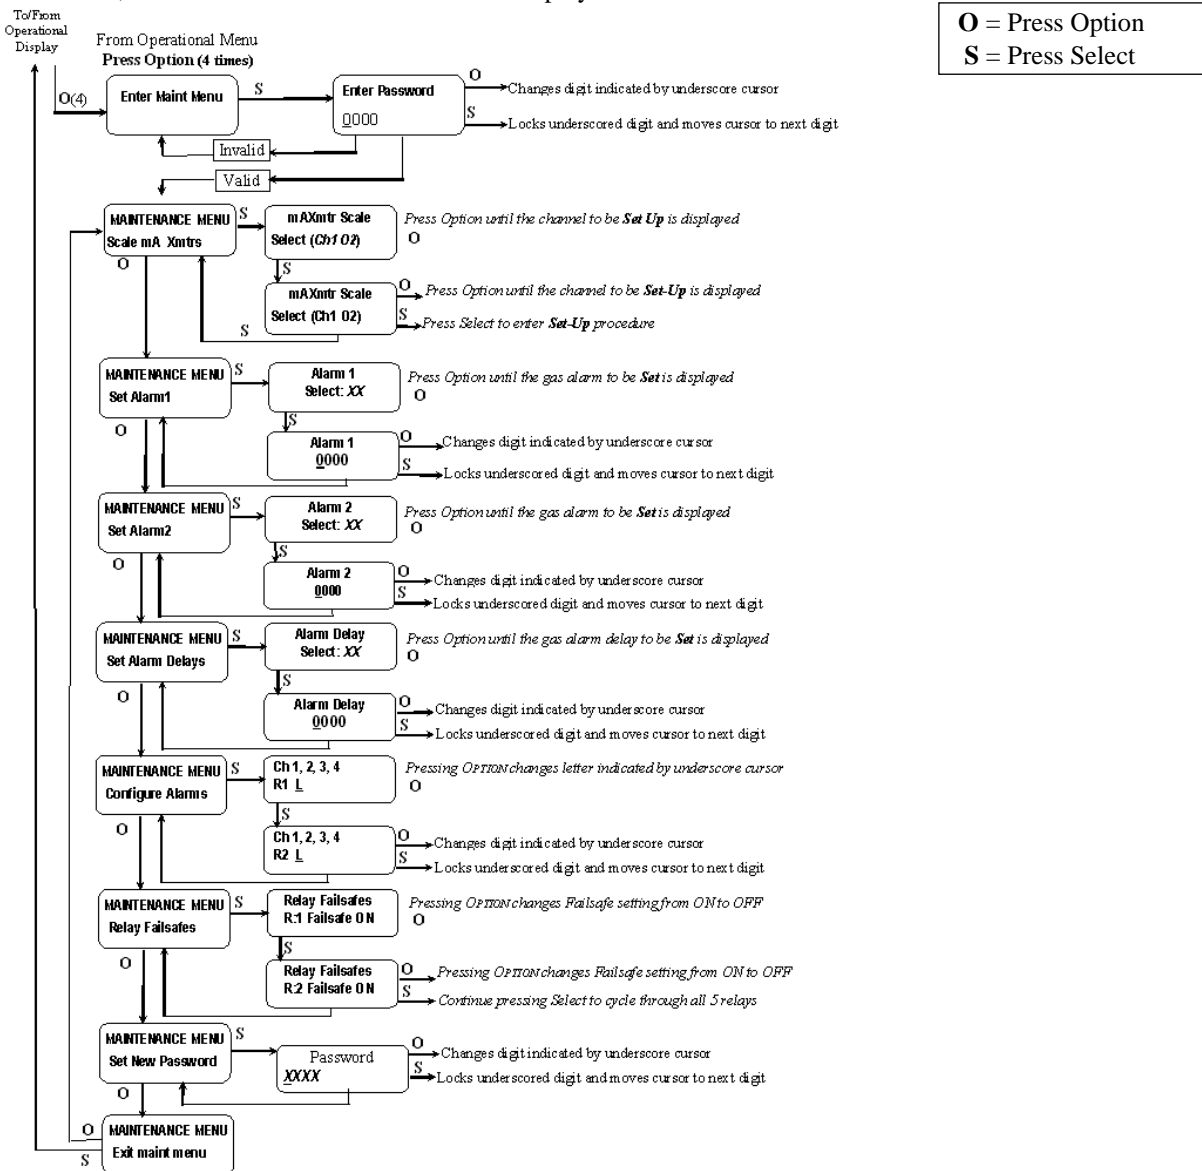 To/From
Operational
Display
From Operational Menu
Press Option (4 times)
O = Press Option
S = Press Select
O(4)
Enter Maint Menu
S
Enter Password
0000
O
Changes digit indicated by underscore cursor
S
Locks underscored digit and moves cursor to next digit
Invalid
Valid
MAINTENANCE MENU
Scale mA Xmtrs
S
O
mAXmtr Scale
Select (Ch1 O2)
Press Option until the channel to be Set Up is displayed
O
S
mAXmtr Scale
Select (Ch1 O2)
O
Press Option until the channel to be Set-Up is displayed
S
Press Select to enter Set-Up procedure
S
MAINTENANCE MENU
Set Alarm1
S
O
Alarm 1
Select: XX
Press Option until the gas alarm to be Set is displayed
O
S
Alarm 1
0000
O
Changes digit indicated by underscore cursor
S
Locks underscored digit and moves cursor to next digit
MAINTENANCE MENU
Set Alarm2
S
O
Alarm 2
Select: XX
Press Option until the gas alarm to be Set is displayed
O
S
Alarm 2
0000
O
Changes digit indicated by underscore cursor
S
Locks underscored digit and moves cursor to next digit
MAINTENANCE MENU
Set Alarm Delays
S
O
Alarm Delay
Select: XX
Press Option until the gas alarm delay to be Set is displayed
O
S
Alarm Delay
0000
O
Changes digit indicated by underscore cursor
S
Locks underscored digit and moves cursor to next digit
MAINTENANCE MENU
Configure Alarms
S
O
Ch 1, 2, 3, 4
R1 L
Pressing OPTION changes letter indicated by underscore cursor
O
S
Ch 1, 2, 3, 4
R2 L
O
Changes digit indicated by underscore cursor
S
Locks underscored digit and moves cursor to next digit
MAINTENANCE MENU
Relay Failsafes
S
O
Relay Failsafes
R:1 Failsafe ON
Pressing OPTION changes Failsafe setting from ON to OFF
O
S
Relay Failsafes
R:2 Failsafe ON
O
Pressing OPTION changes Failsafe setting from ON to OFF
S
Continue pressing Select to cycle through all 5 relays
MAINTENANCE MENU
Set New Password
S
O
Password
XXXX
O
Changes digit indicated by underscore cursor
S
Locks underscored digit and moves cursor to next digit
O
S
MAINTENANCE MENU
Exit maint menu